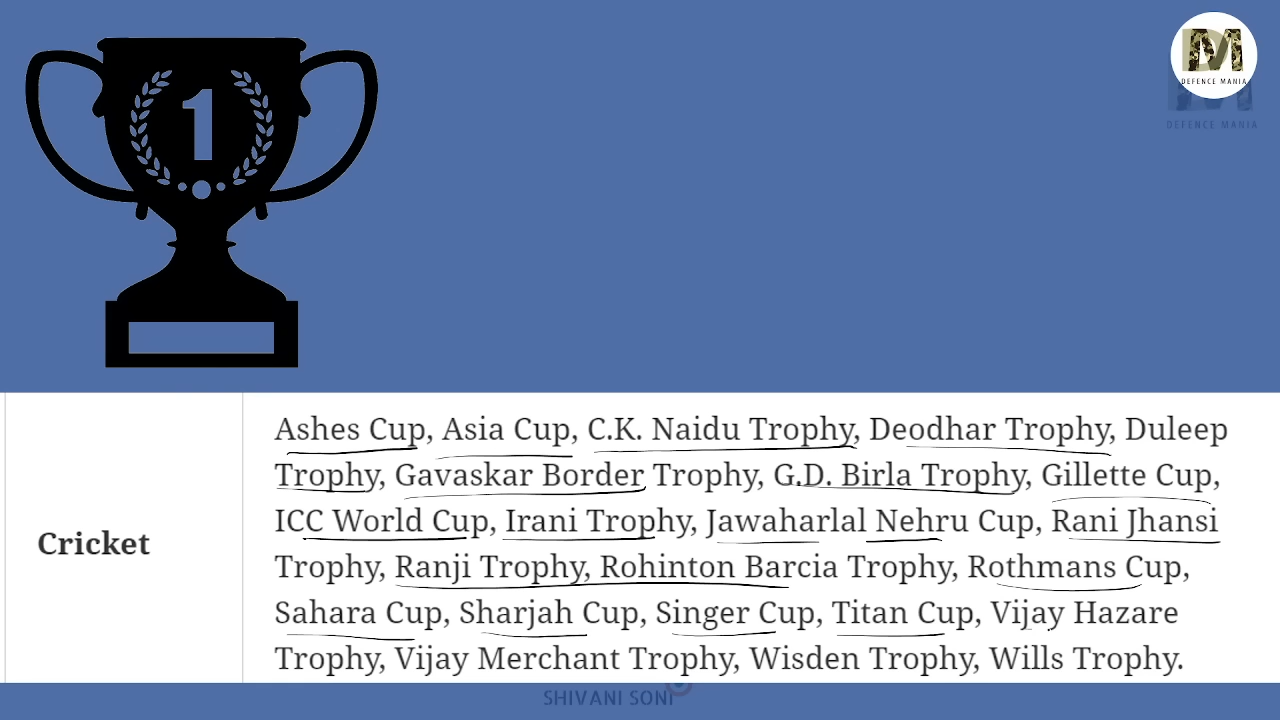 1
DM
DEFENCE MANIA
DEFENCE MANIA
Ashes Cup, Asia Cup, C.K. Naidu Trophy, Deodhar Trophy, Duleep
Trophy, Gavaskar Border Trophy, G.D. Birla Trophy, Gillette Cup,
ICC World Cup, Irani Trophy, Jawaharlal Nehru Cup, Rani Jhansi
Cricket
Trophy, Ranji Trophy, Rohinton Barcia Trophy, Rothmans Cup,
Sahara Cup, Sharjah Cup, Singer Cup, Titan Cup, Vijay Hazare
Trophy, Vijay Merchant Trophy, Wisden Trophy, Wills Trophy.
SHIVANI SONI